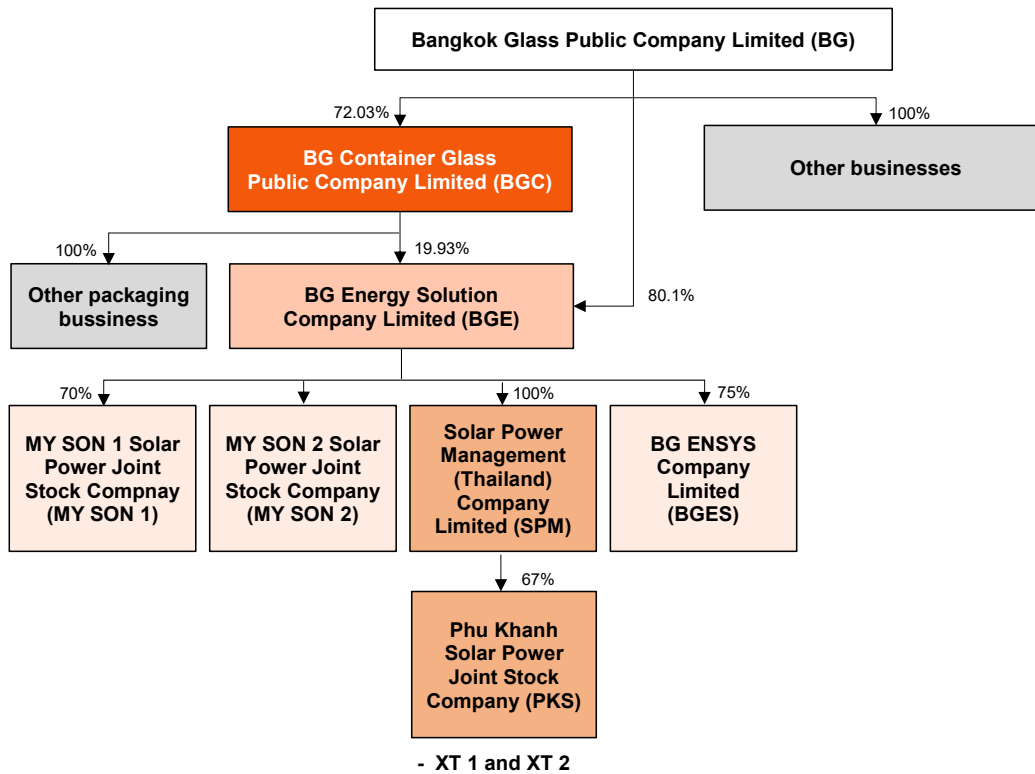 Bangkok Glass Public Company Limited (BG)
72.03%
100%
BG Container Glass
Public Company Limited (BGC)
Other businesses
100%
19.93%
Other packaging
bussiness
BG Energy Solution
Company Limited (BGE)
80.1%
70%
100%
75%
MY SON 1 Solar
Power Joint
Stock Compnay
(MY SON 1)
MY SON 2 Solar
Power Joint
Stock Company
(MY SON 2)
Solar Power
Management
(Thailand)
Company
Limited (SPM)
BG ENSYS
Company
Limited
(BGES)
67%
Phu Khanh
Solar Power
Joint Stock
Company (PKS)
- XT 1 and XT 2